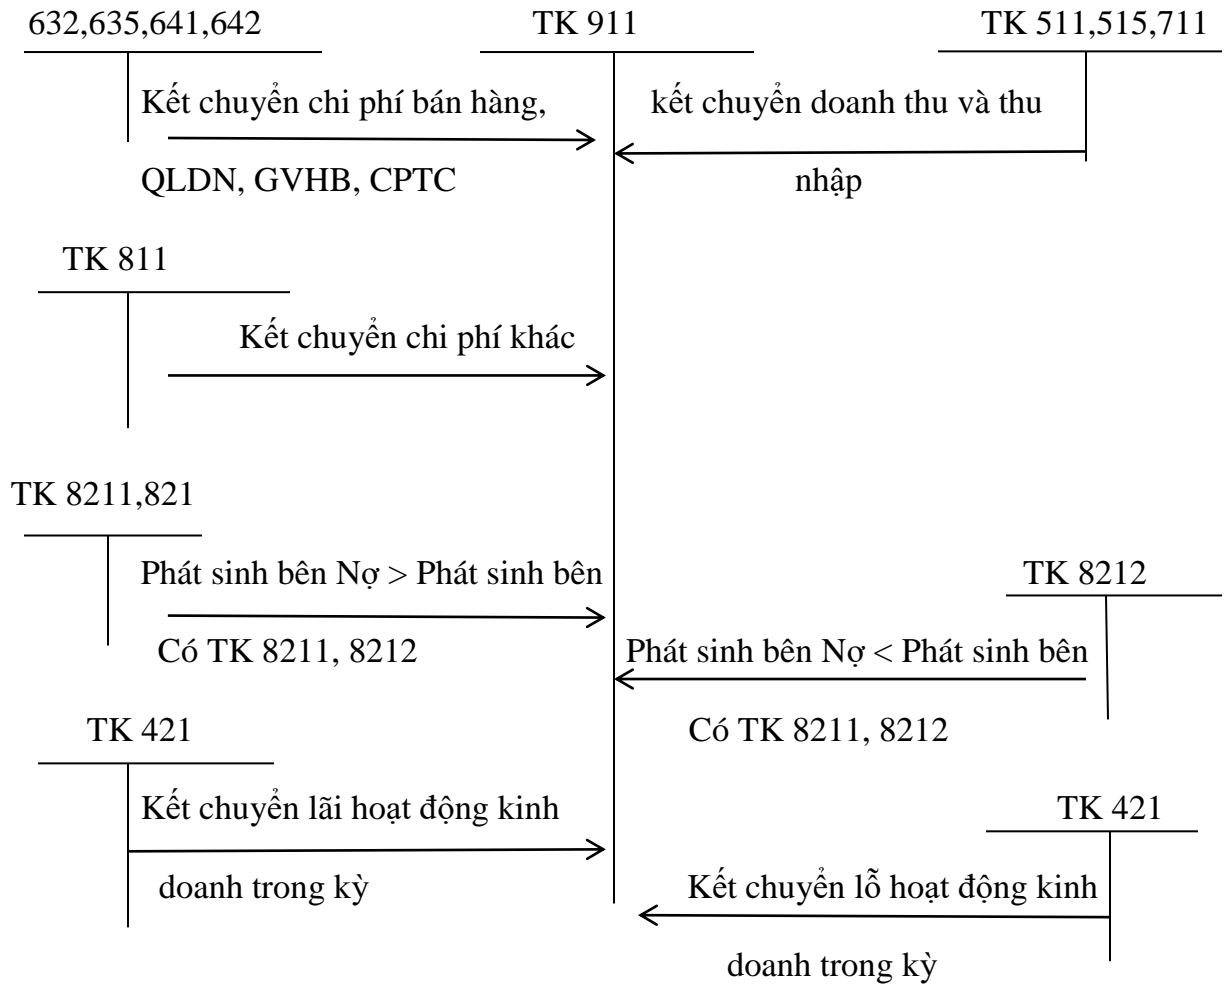 632,635,641,642
TK 911
TK 511,515,711
Kết chuyển chi phí bán hàng,
kết chuyển doanh thu và thu
QLDN, GVHB, CPTC
nhập
TK 811
Kết chuyển chi phí khác
TK 8211,821
Phát sinh bên Nợ > Phát sinh bên
TK 8212
Có TK 8211, 8212
Phát sinh bên Nợ < Phát sinh bên
TK 421
Có TK 8211, 8212
Kết chuyển lãi hoạt động kinh
TK 421
doanh trong kỳ
Kết chuyển lỗ hoạt động kinh
doanh trong kỳ